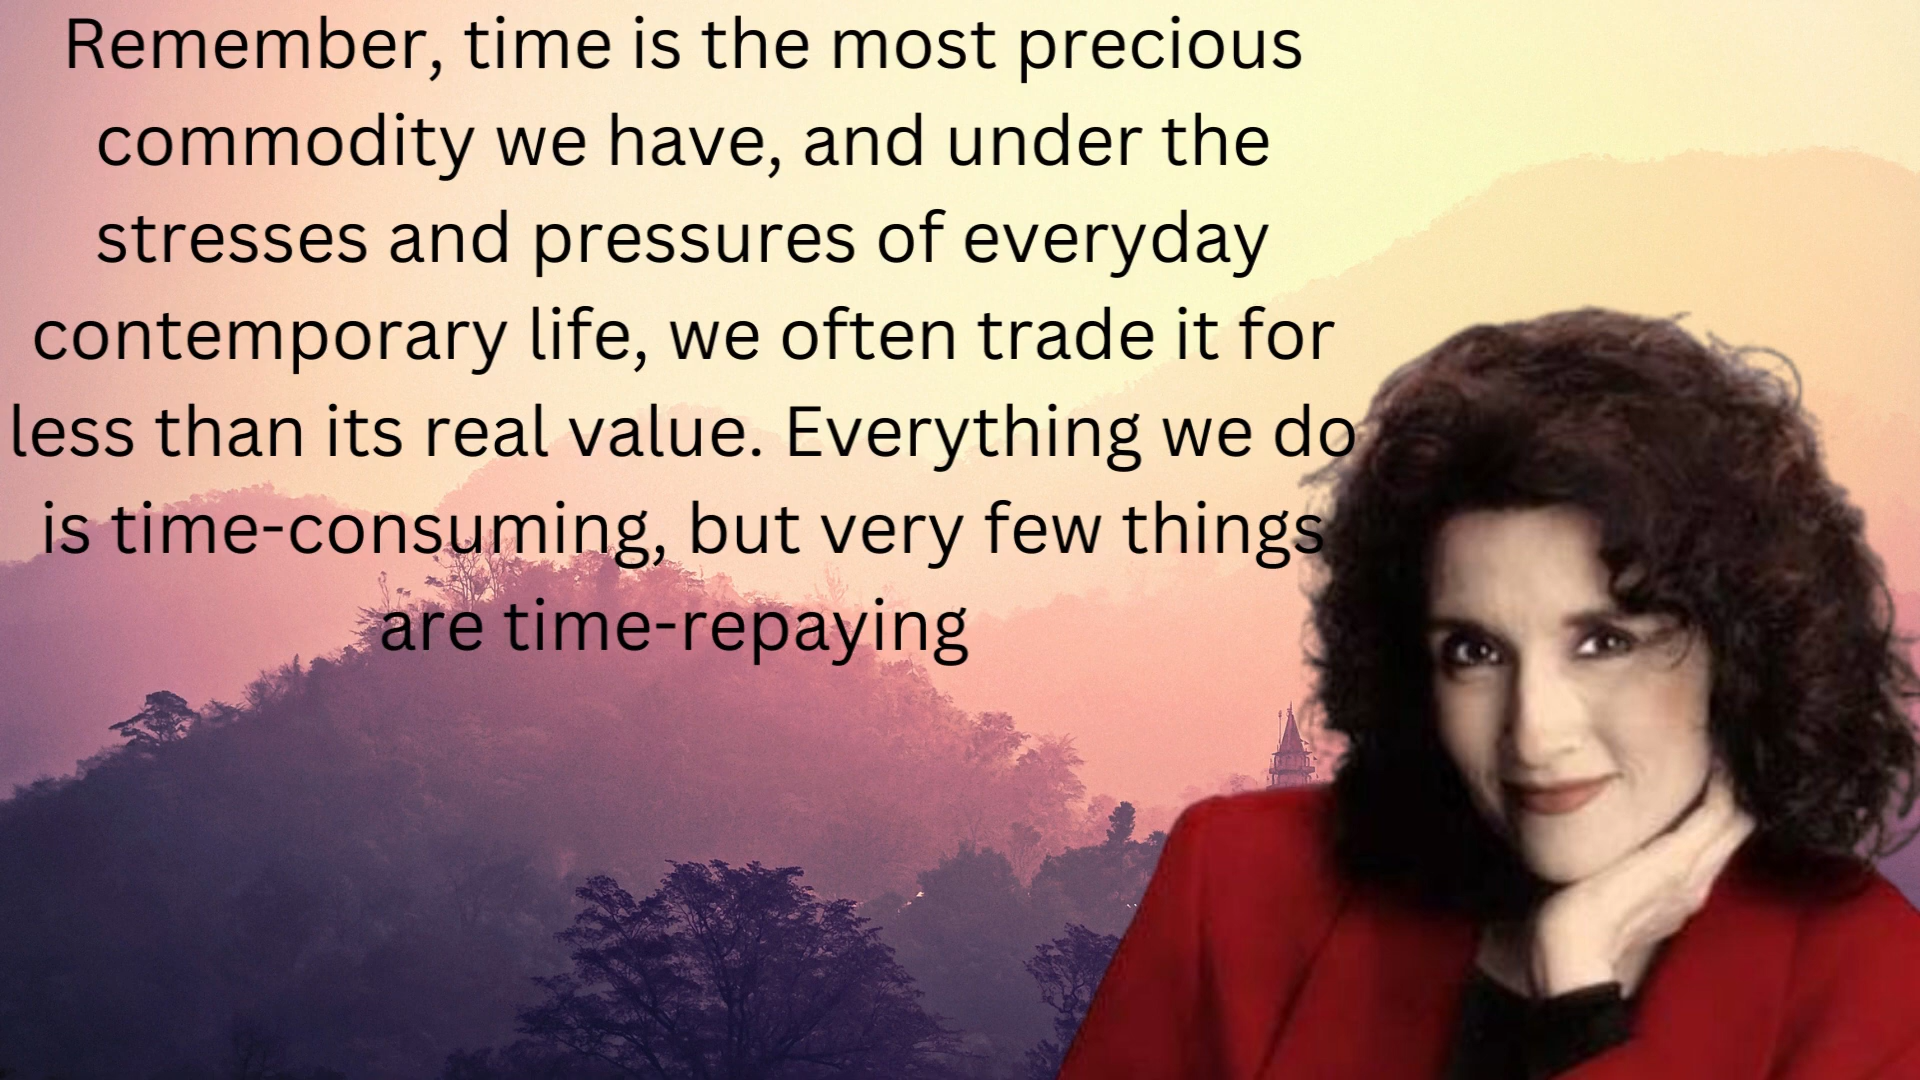 Remember, time is the most precious
commodity we have, and under the
stresses and pressures of everyday
contemporary life, we often trade it for
less than its real value. Everything we do
is time-consuming, but very few things
are time-repaying